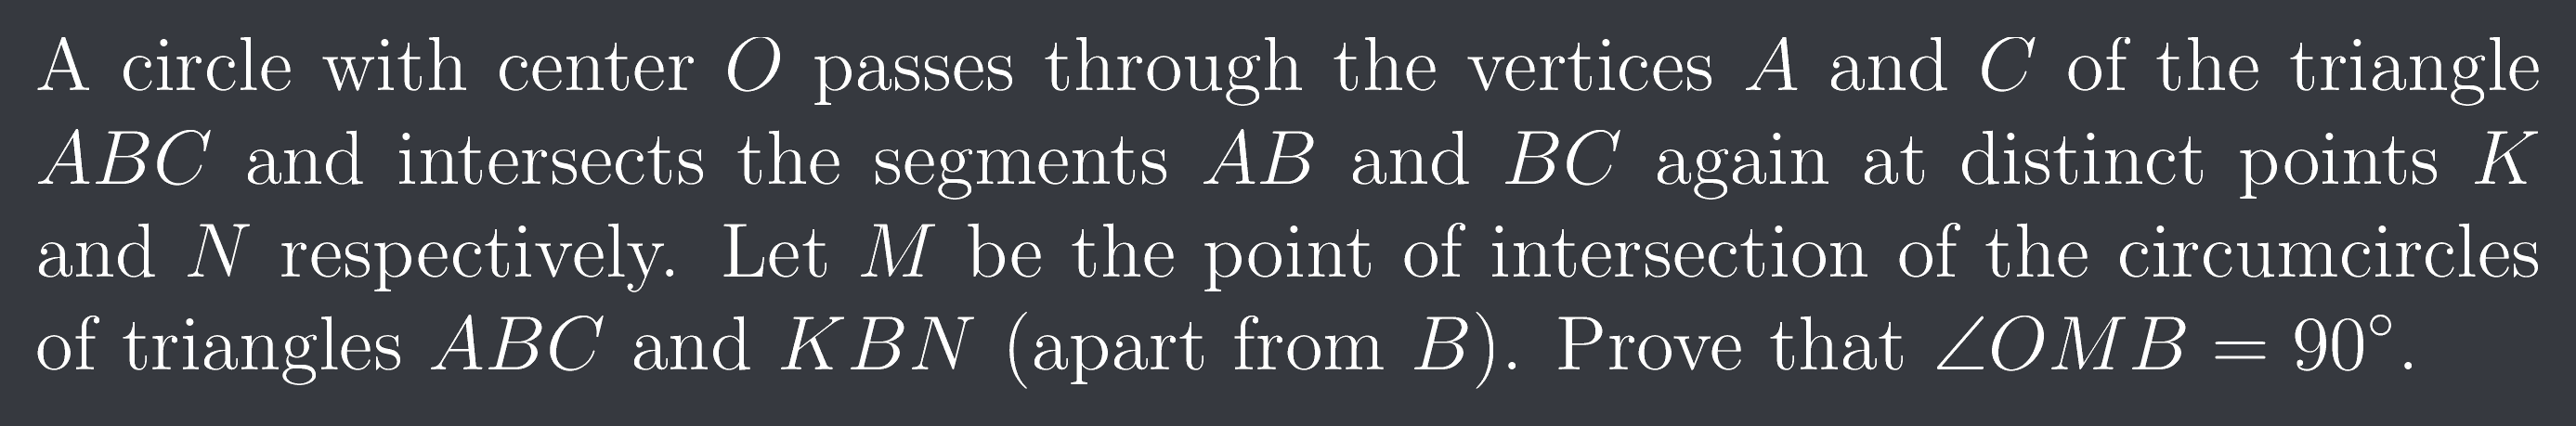 A circle with center O passes through the vertices A and C of the triangle
ABC and intersects the segments AB and BC again at distinct points K
and N respectively. Let M be the point of intersection of the circumcircles
of triangles ABC and KBN (apart from B). Prove that ∠OMB = 90°.